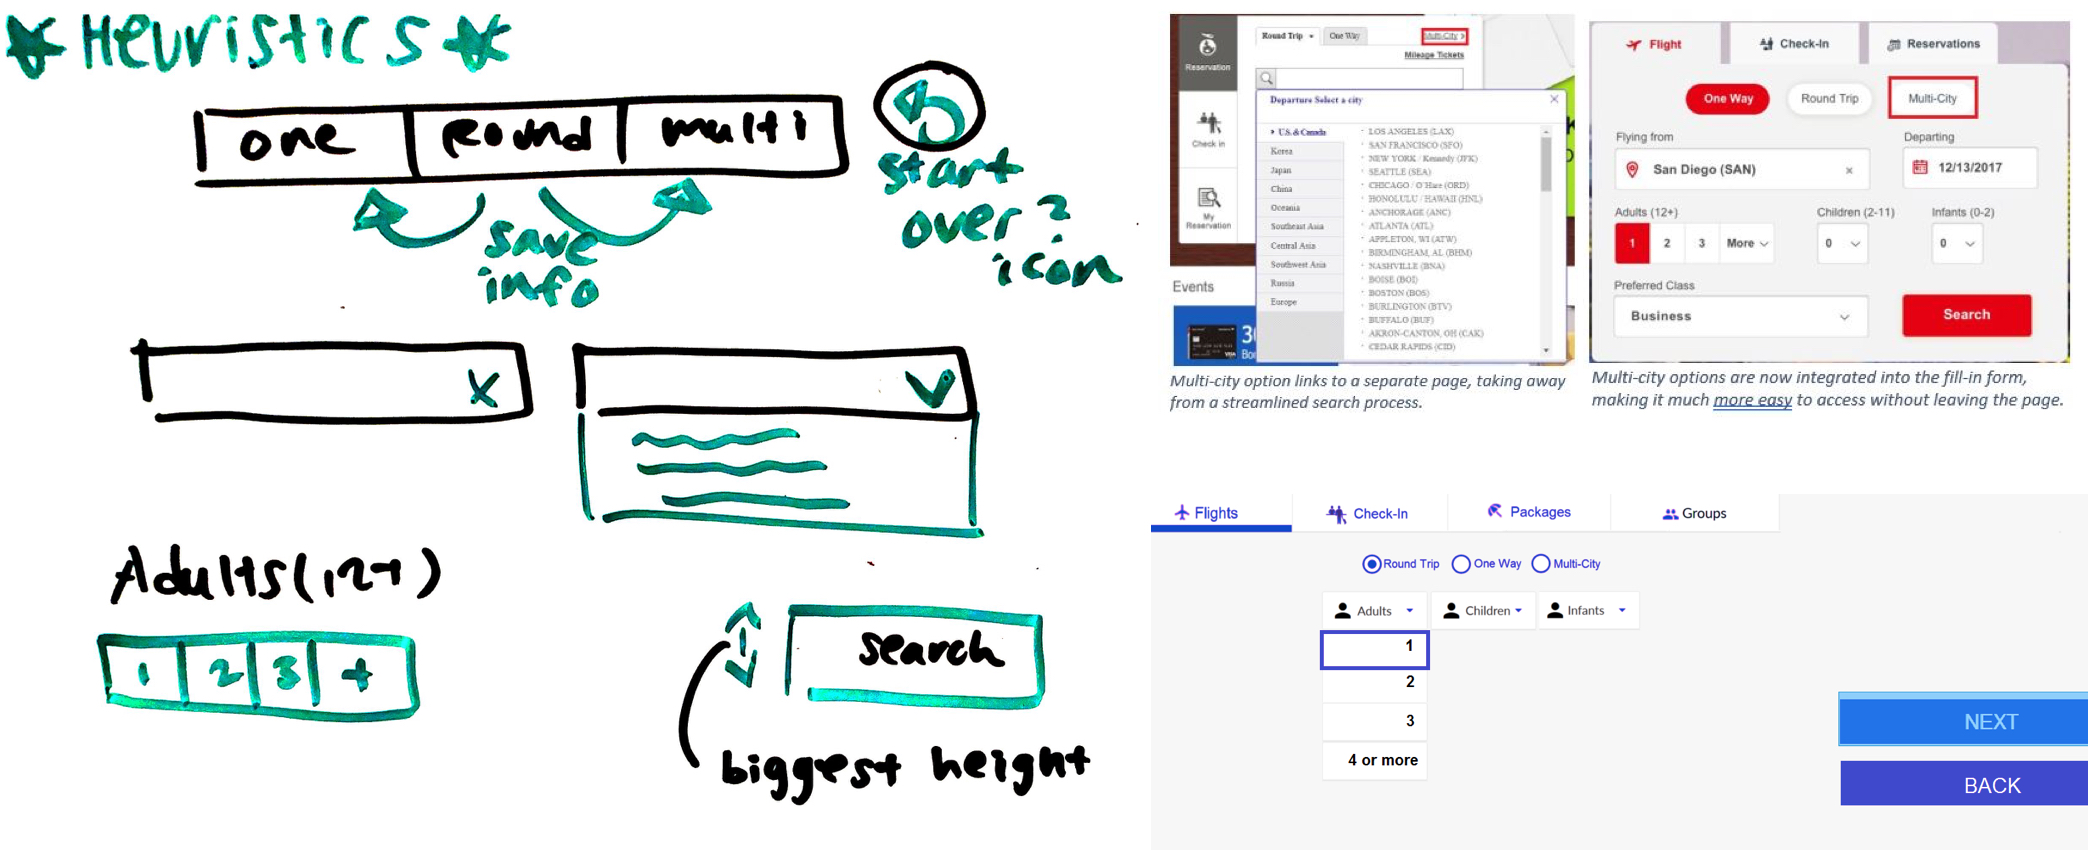 Heuristics
one
Round
multi
start
over?
icon
save
info
x
Adults (12+)
1 2 3 +
search
biggest height
Reservation
Check in
My
Reservation
Events
Round Trip
One Way
Multi-City >
Mileage Tickets
Departure Select a city
U.S. & Canada
Korea
Japan
China
Oceania
Southeast Asia
Central Asia
Southwest Asia
Russia
Europe
LOS ANGELES (LAX)
SAN FRANCISCO (SFO)
NEW YORK / Kennedy (JFK)
SEATTLE (SEA)
CHICAGO / O'Hare (ORD)
HONOLULU / HAWAII (HNL)
ANCHORAGE (ANC)
ATLANTA (ATL)
APPLETON, WI (ATW)
BIRMINGHAM, AL (BHM)
NASHVILLE (BNA)
BOISE (BOI)
BOSTON (BOS)
BURLINGTON (BTV)
BUFFALO (BUF)
AKRON-CANTON, OH (CAK)
CEDAR RAPIDS (CID)
Multi-city option links to a separate page, taking away
from a streamlined search process.
Flight
Check-In
Reservations
One Way
Round Trip
Multi-City
Flying from
Departing
San Diego (SAN) x
12/13/2017
Adults (12+)
Children (2-11)
Infants (0-2)
1 2 3 More
0
0
Preferred Class
Business
Search
Multi-city options are now integrated into the fill-in form,
making it much more easy to access without leaving the page.
Flights
Check-In
Packages
Groups
Round Trip
One Way
Multi-City
Adults
Children
Infants
1
2
3
4 or more
NEXT
BACK